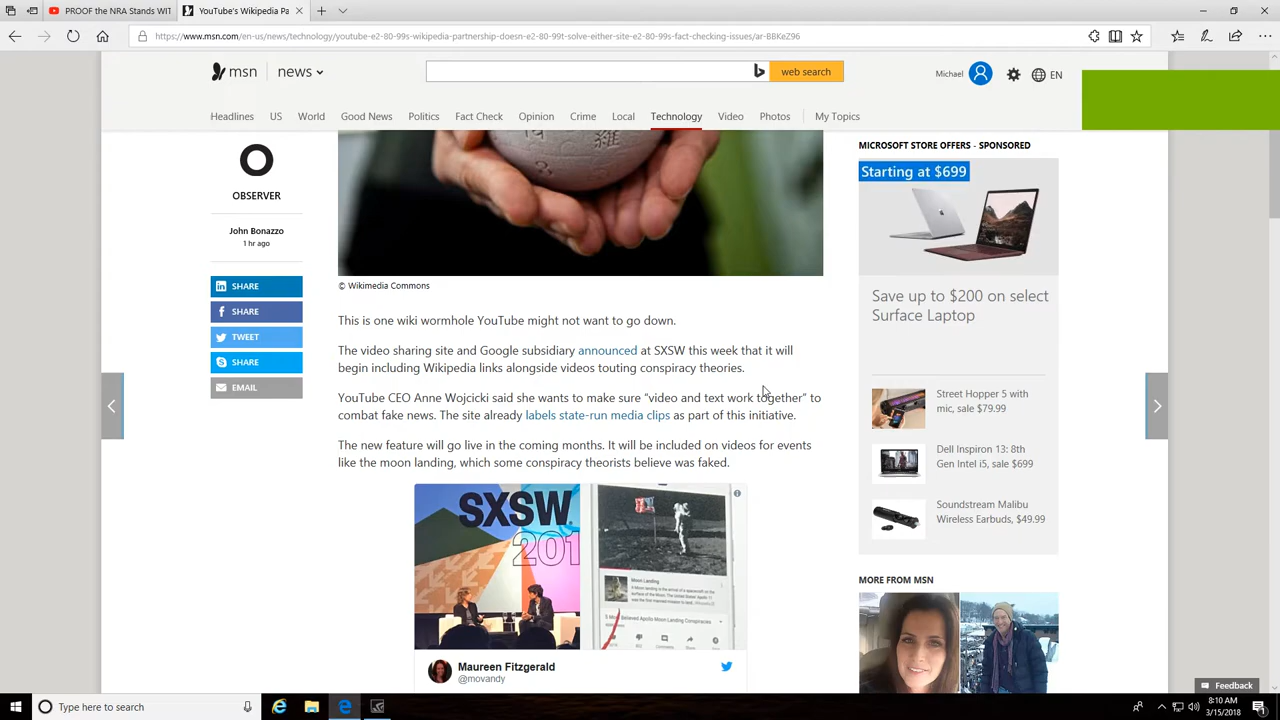 PROOF the NRA Stands WIT
YouTube's Wikipedia Pa
https://www.msn.com/en-us/news/technology/youtube-e2-80-99s-wikipedia-partnership-doesn-e2-80-99t-solve-either-site-e2-80-99s-fact-checking-issues/ar-BBKeZ96
msn
news
web search
Michael
EN
Headlines
US
World
Good News
Politics
Fact Check
Opinion
Crime
Local
Technology
Video
Photos
My Topics
OBSERVER
John Bonazzo
1 hr ago
SHARE
SHARE
TWEET
SHARE
EMAIL
© Wikimedia Commons
This is one wiki wormhole YouTube might not want to go down.
The video sharing site and Google subsidiary announced at SXSW this week that it will
begin including Wikipedia links alongside videos touting conspiracy theories.
YouTube CEO Anne Wojcicki said she wants to make sure “video and text work together” to
combat fake news. The site already labels state-run media clips as part of this initiative.
The new feature will go live in the coming months. It will be included on videos for events
like the moon landing, which some conspiracy theorists believe was faked.
SXSW.
201
Moon Landing
Maureen Fitzgerald
@movandy
MICROSOFT STORE OFFERS - SPONSORED
Starting at $699
Save up to $200 on select
Surface Laptop
Street Hopper 5 with
mic, sale $79.99
Dell Inspiron 13: 8th
Gen Intel i5, sale $699
Soundstream Malibu
Wireless Earbuds, $49.99
MORE FROM MSN
Feedback
Type here to search
8:10 AM
3/15/2018